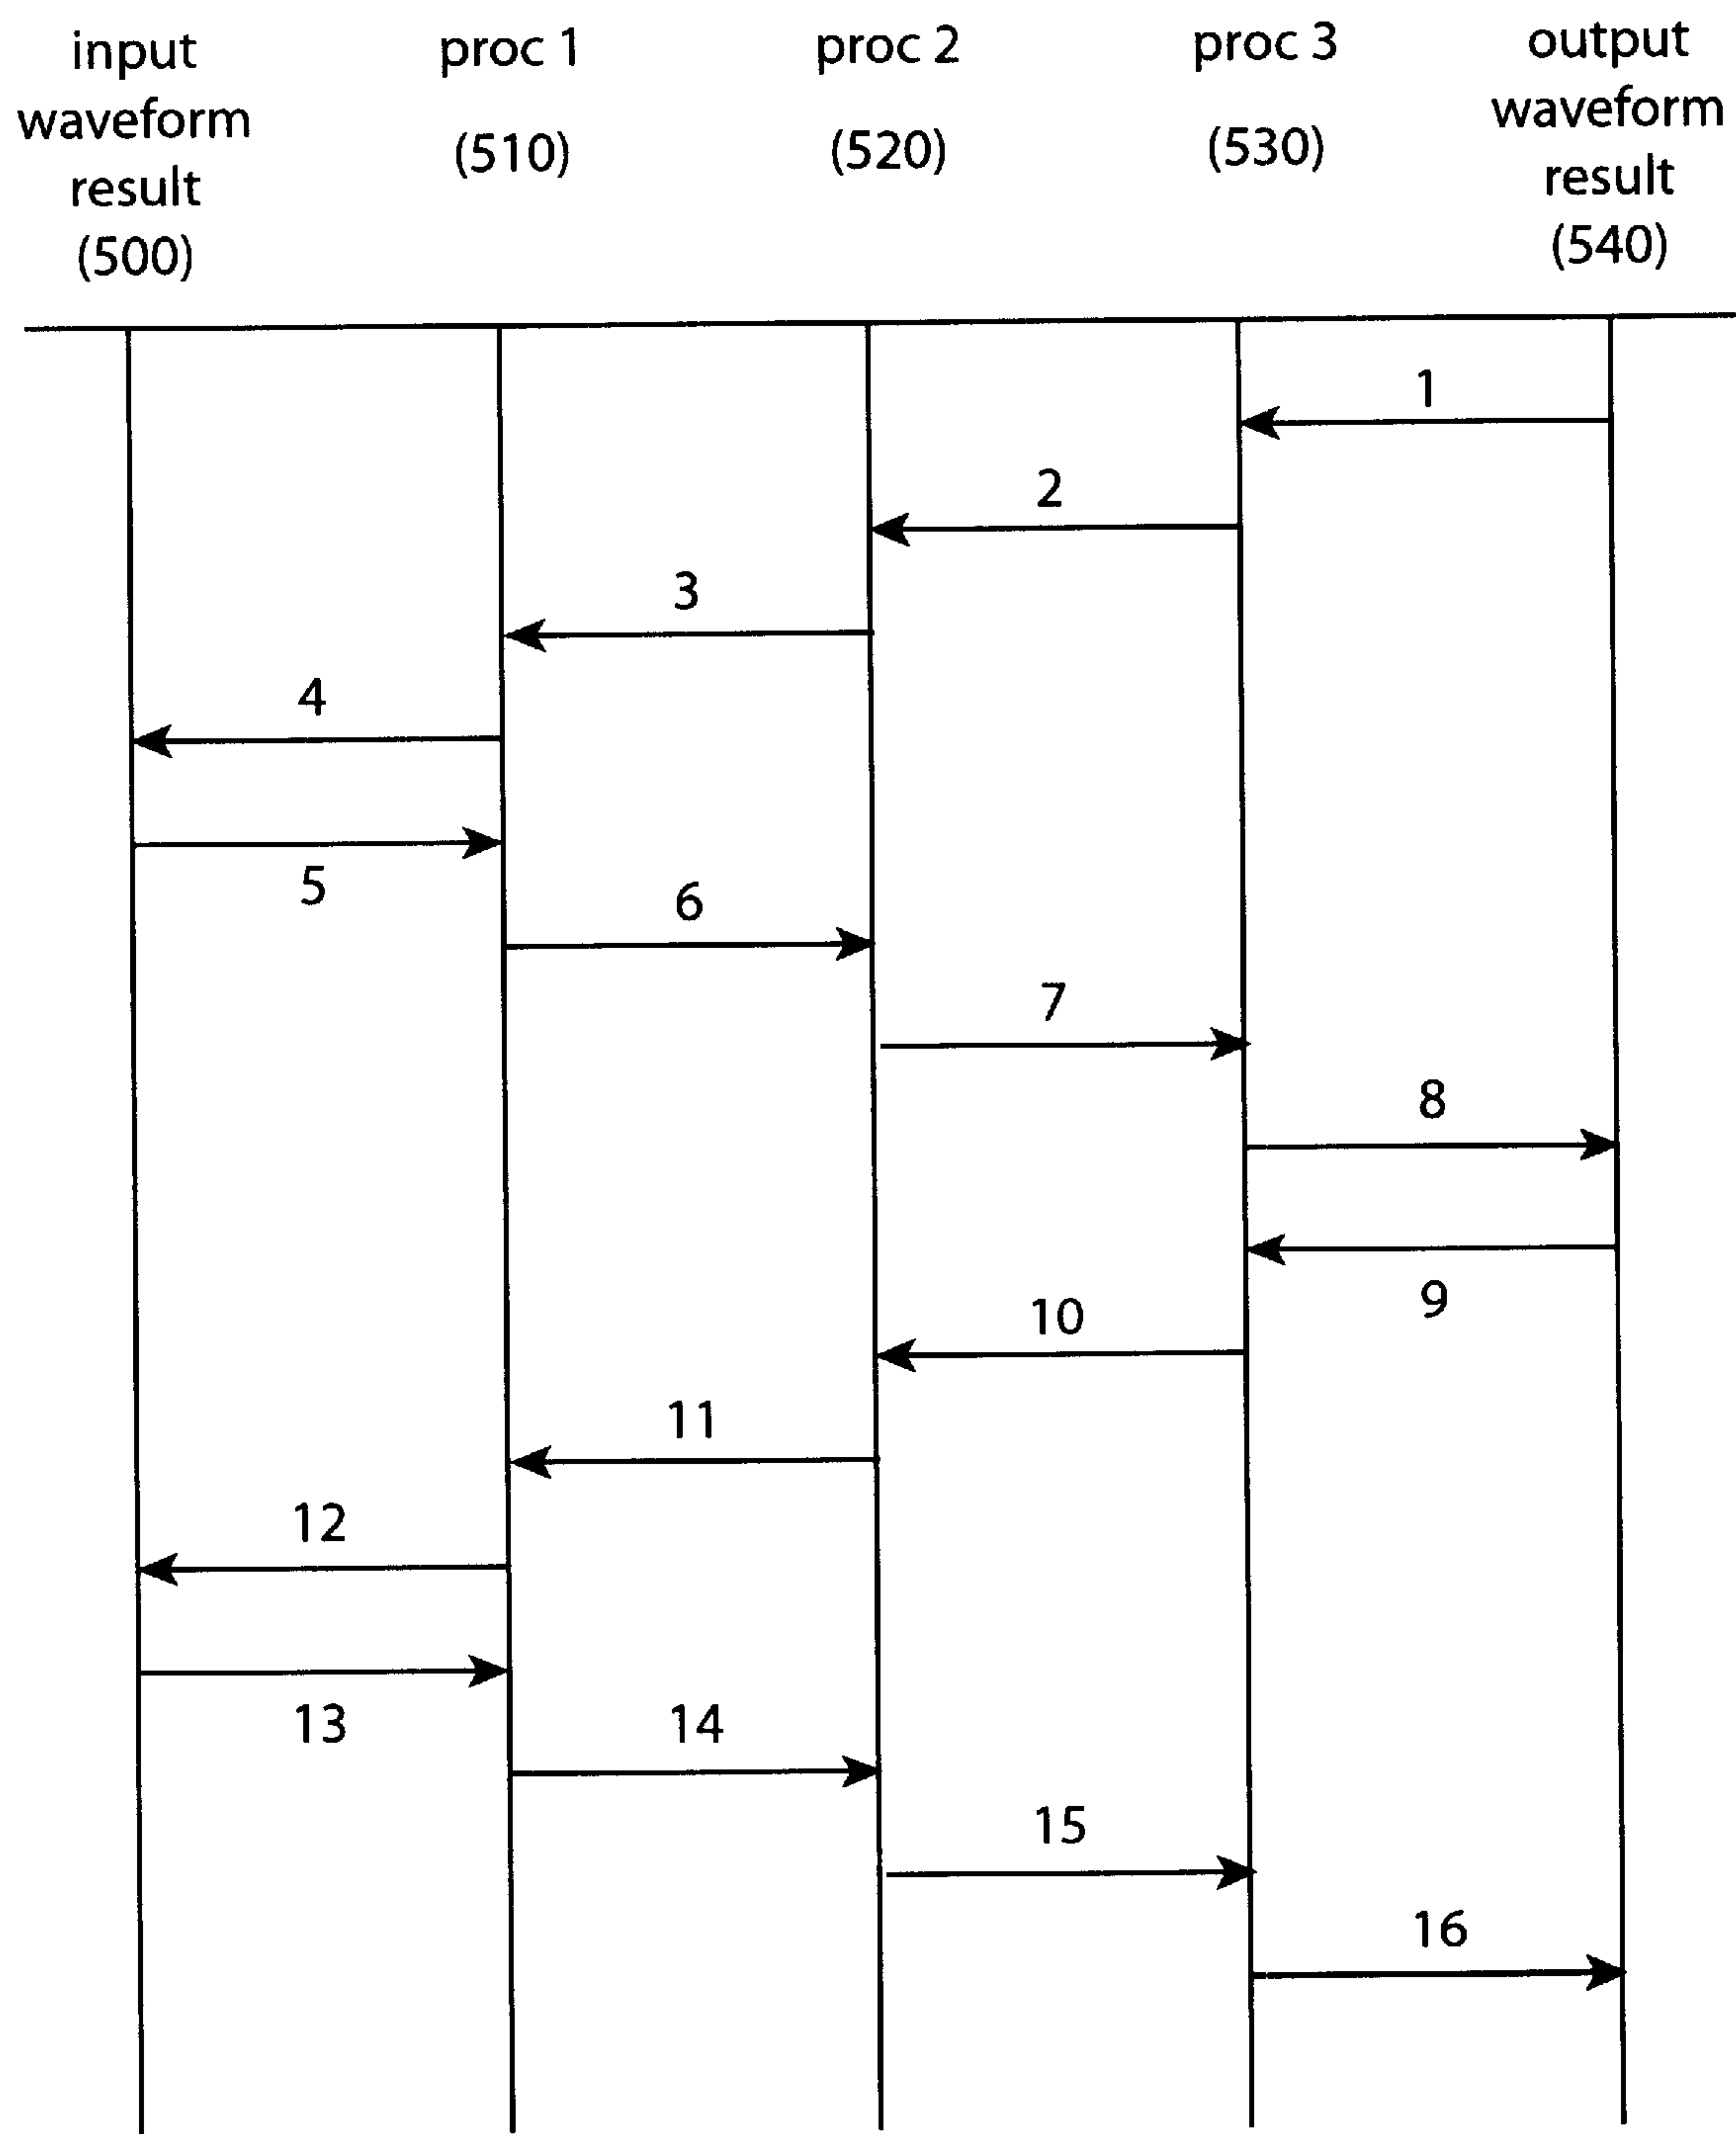 input
waveform
result
(500)
proc 1
(510)
proc 2
(520)
proc 3
(530)
output
waveform
result
(540)
1
2
3
4
5
6
7
8
9
10
11
12
13
14
15
16